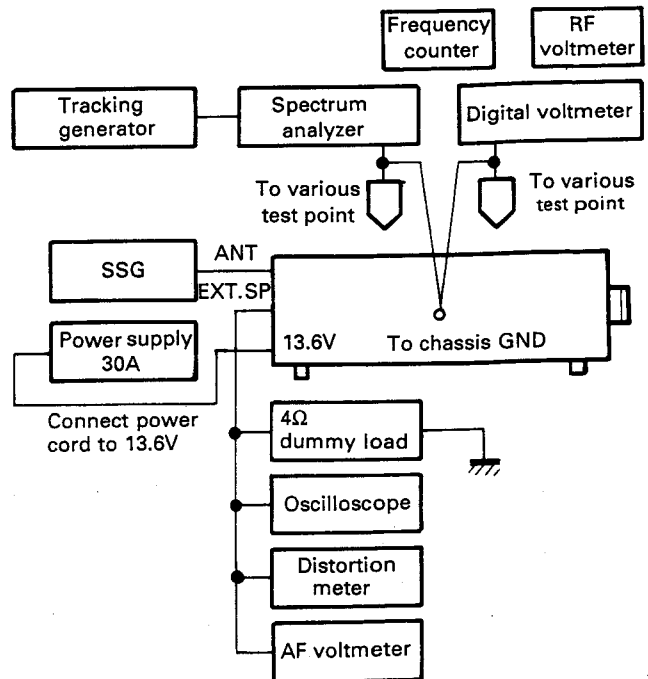 Frequency
counter
RF
voltmeter
Tracking
generator
Spectrum
analyzer
Digital voltmeter
To various
test point
To various
test point
SSG
ANT
EXT.SP
Power supply
30A
13.6V
To chassis GND
Connect power
cord to 13.6V
4Ω
dummy load
Oscilloscope
Distortion
meter
AF voltmeter